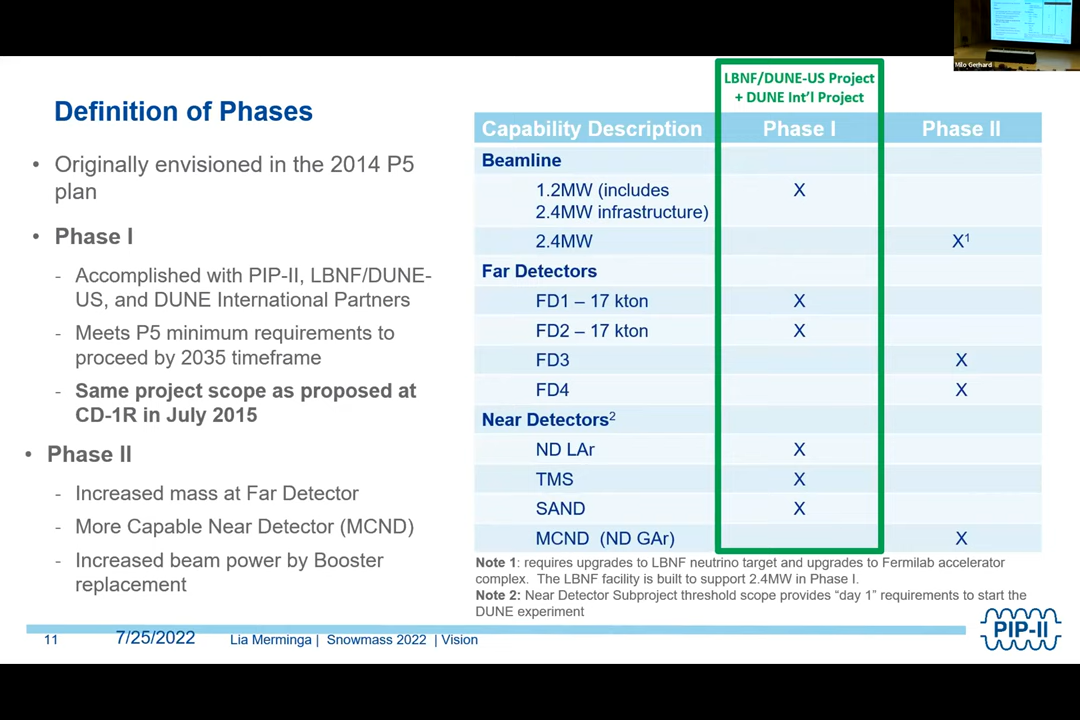 Milo Gerhard
LBNF/DUNE-US Project
+ DUNE Int'l Project
Definition of Phases
• Originally envisioned in the 2014 P5
plan
• Phase I
- Accomplished with PIP-II, LBNF/DUNE-
US, and DUNE International Partners
- Meets P5 minimum requirements to
proceed by 2035 timeframe
- Same project scope as proposed at
CD-1R in July 2015
• Phase II
- Increased mass at Far Detector
- More Capable Near Detector (MCND)
- Increased beam power by Booster
replacement
Capability Description Phase I Phase II
Beamline
1.2MW (includes
2.4MW infrastructure) X
2.4MW X¹
Far Detectors
FD1 – 17 kton X
FD2 – 17 kton X
FD3 X
FD4 X
Near Detectors²
ND LAr X
TMS X
SAND X
MCND (ND GAr) X
Note 1: requires upgrades to LBNF neutrino target and upgrades to Fermilab accelerator
complex. The LBNF facility is built to support 2.4MW in Phase I.
Note 2: Near Detector Subproject threshold scope provides “day 1” requirements to start the
DUNE experiment
11 7/25/2022 Lia Merminga | Snowmass 2022 | Vision
PIP-II